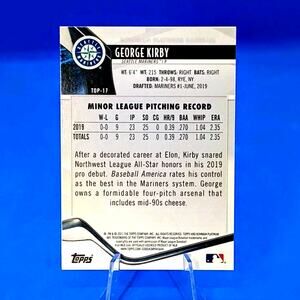 SEATTLE
MARINERS
TOP-17
GEORGE KIRBY
SEATTLE MARINERS
HT: 6'4" WT: 215 THROWS: RIGHT BATS: RIGHT
BORN: 2-4-98, RYE, NY
DRAFTED: MARINERS #1-JUNE, 2019
MINOR LEAGUE PITCHING RECORD
W-L G IP SO CG HR/9 BAA WHIP ERA
2019 0-0 9 23 25 0 0.39 .270 1.04 2.35
TOTALS 0-0 9 23 25 0 0.39 .270 1.04 2.35
After a decorated career at Elon, Kirby snared
Northwest League All-Star honors in his 2019
pro debut. Baseball America rates his control
as the best in the Mariners system. George
owns a formidable four-pitch arsenal that
includes mid-90s cheese.
TOPPS